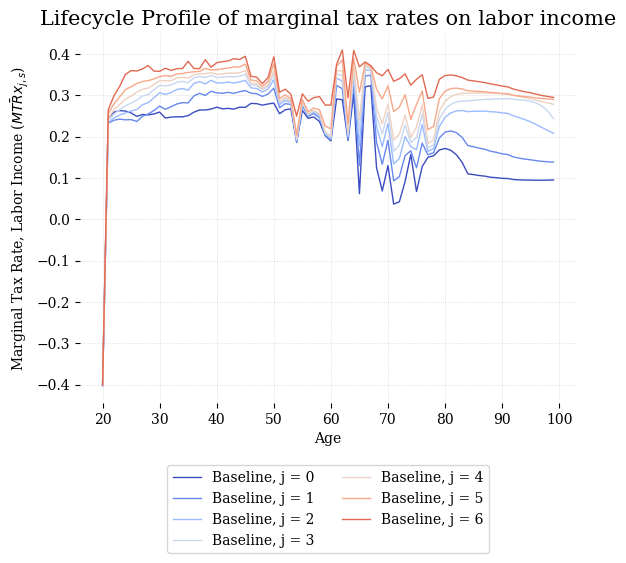 Lifecycle Profile of marginal tax rates on labor income
Marginal Tax Rate, Labor Income (MTRx̄_{j,s})
0.4
0.3
0.2
0.1
0.0
−0.1
−0.2
−0.3
−0.4
20 30 40 50 60 70 80 90 100
Age
Baseline, j = 0
Baseline, j = 1
Baseline, j = 2
Baseline, j = 3
Baseline, j = 4
Baseline, j = 5
Baseline, j = 6